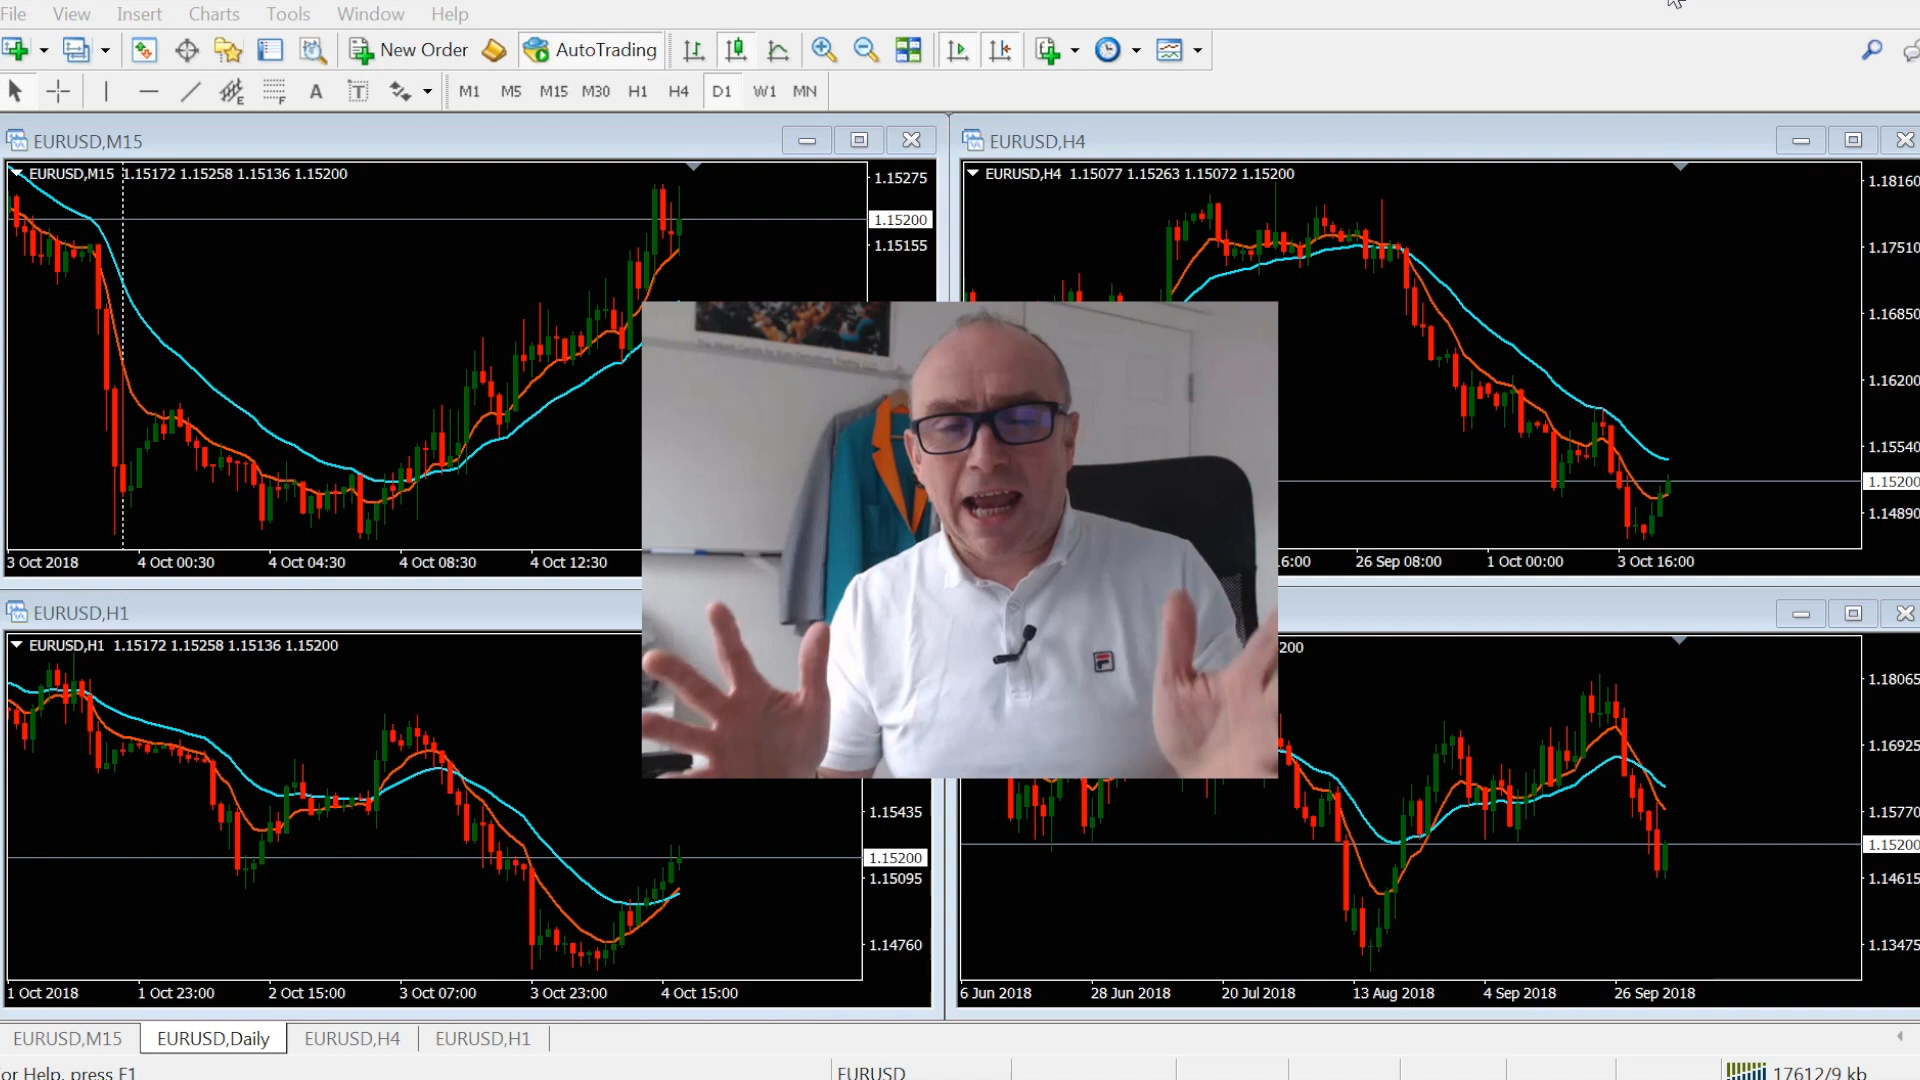 File View Insert Charts Tools Window Help
New Order AutoTrading
A T M1 M5 M15 M30 H1 H4 D1 W1 MN
EURUSD,M15
EURUSD,M15 1.15172 1.15258 1.15136 1.15200
1.15275
1.15200
1.15155
3 Oct 2018 4 Oct 00:30 4 Oct 04:30 4 Oct 08:30 4 Oct 12:30
EURUSD,H4
EURUSD,H4 1.15077 1.15263 1.15072 1.15200
1.18160
1.17510
1.16850
1.16200
1.15540
1.15200
1.14890
6:00 26 Sep 08:00 1 Oct 00:00 3 Oct 16:00
EURUSD,H1
EURUSD,H1 1.15172 1.15258 1.15136 1.15200
1.15435
1.15200
1.15095
1.14760
1 Oct 2018 1 Oct 23:00 2 Oct 15:00 3 Oct 07:00 3 Oct 23:00 4 Oct 15:00
200
1.18065
1.16925
1.15770
1.15200
1.14615
1.13475
6 Jun 2018 28 Jun 2018 20 Jul 2018 13 Aug 2018 4 Sep 2018 26 Sep 2018
EURUSD,M15 EURUSD,Daily EURUSD,H4 EURUSD,H1
or Help, press F1 EURUSD 17612/9 kb